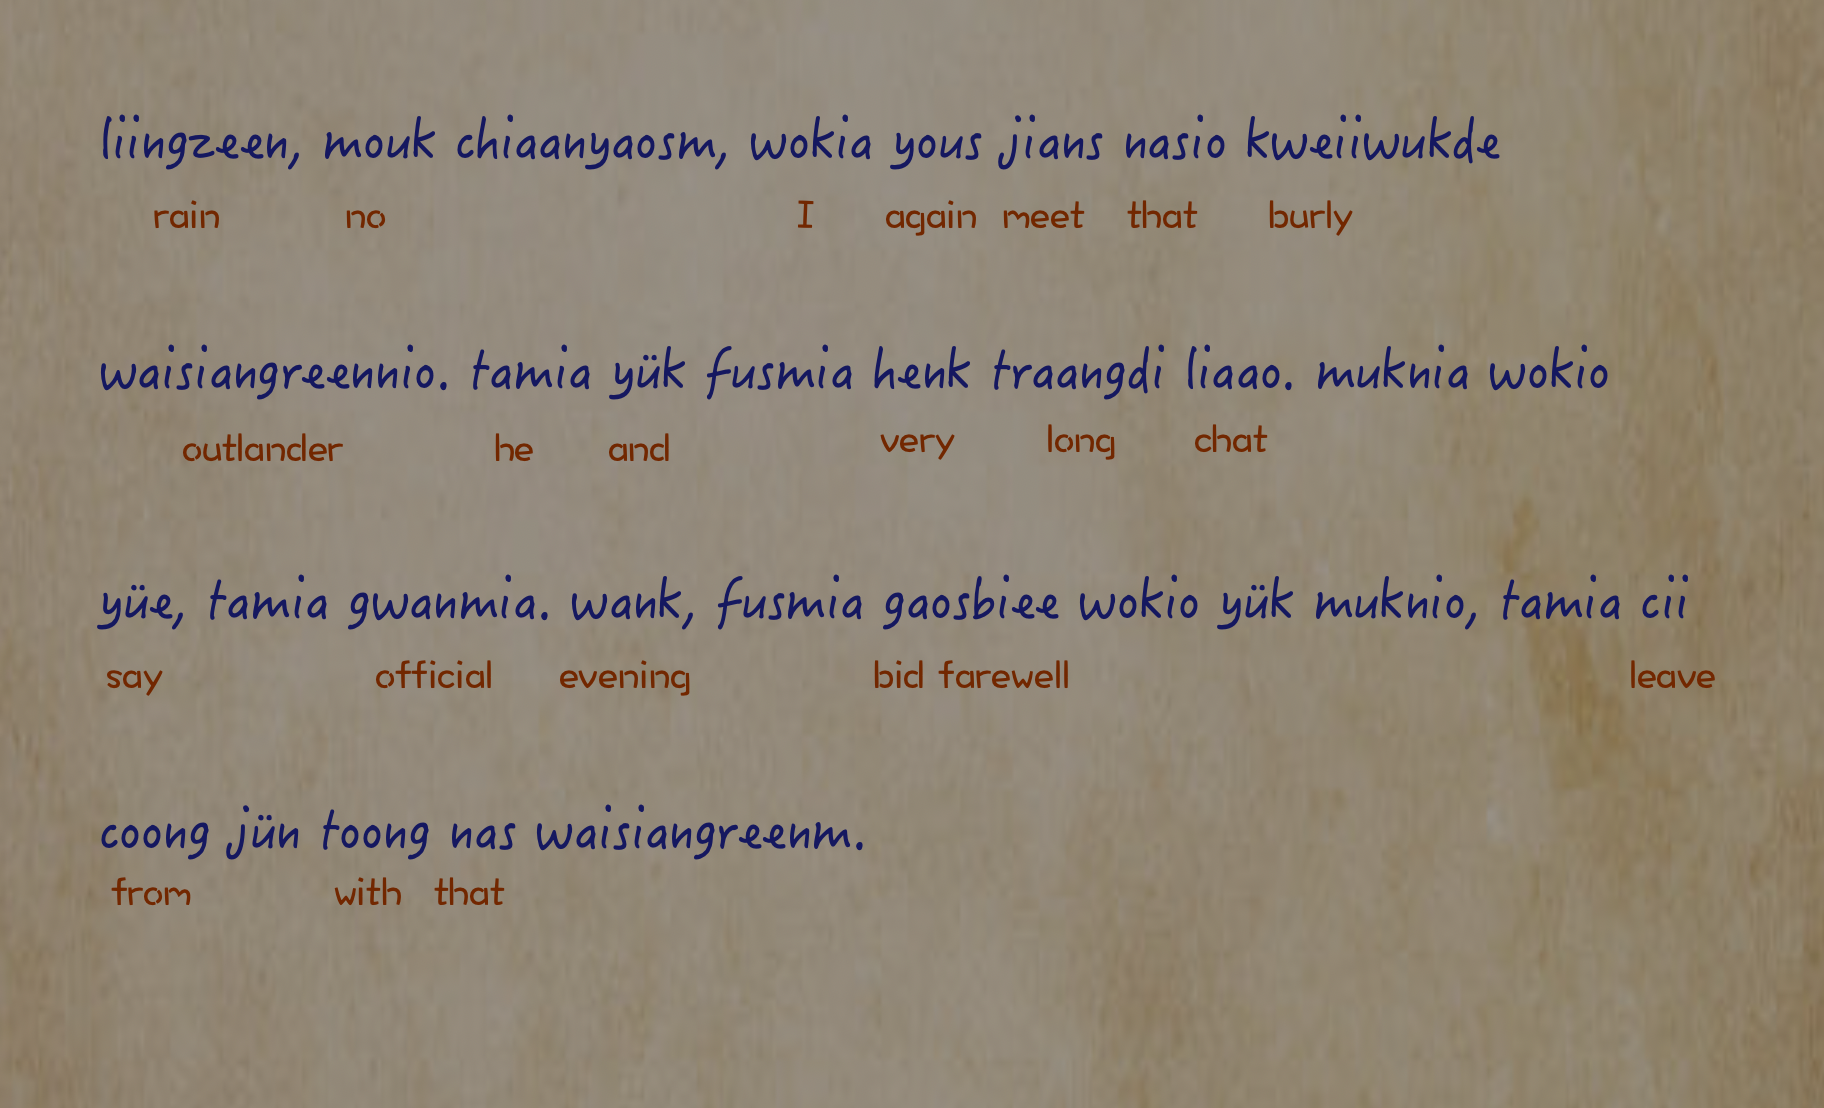 liingzeen, mouk chiaanyaosm, wokia yous jians nasio kweiiwukde
rain no I again meet that burly
waisiangreennio. tamia yük fusmia henk traangdi liaao. muknia wokio
outlander he and very long chat
yüe, tamia gwanmia. wank, fusmia gaosbiee wokio yük muknio, tamia cii
say official evening bid farewell leave
coong jün toong nas waisiangreenm.
from with that